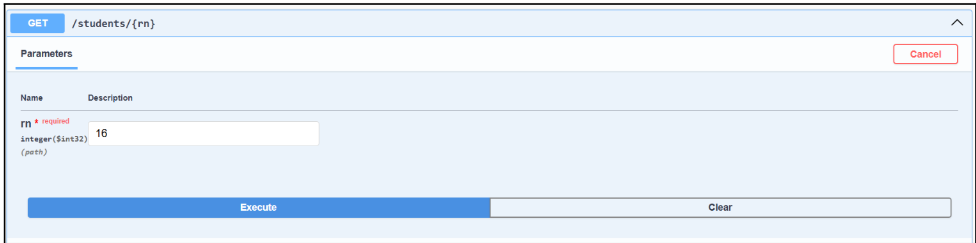 GET /students/{rn}
Parameters Cancel
Name Description
rn * required
integer($int32) 16
(path)
Execute Clear